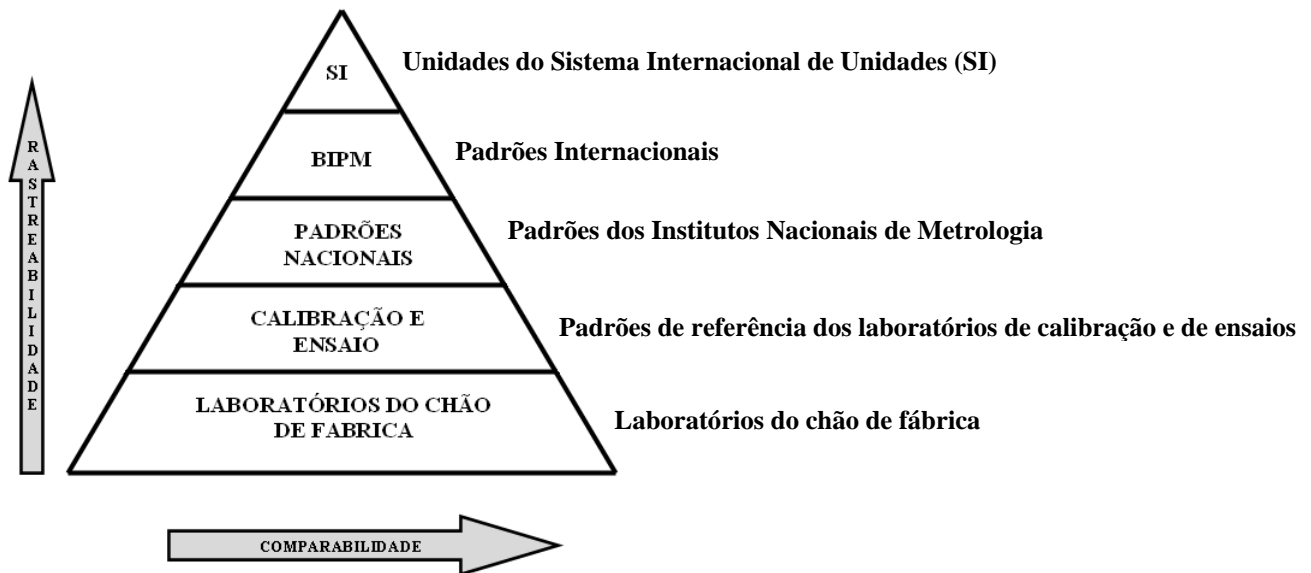 SI
Unidades do Sistema Internacional de Unidades (SI)
BIPM
Padrões Internacionais
PADRÕES
NACIONAIS
Padrões dos Institutos Nacionais de Metrologia
CALIBRAÇÃO E
ENSAIO
Padrões de referência dos laboratórios de calibração e de ensaios
LABORATÓRIOS DO CHÃO
DE FABRICA
Laboratórios do chão de fábrica
RASTREABILIDADE
COMPARABILIDADE